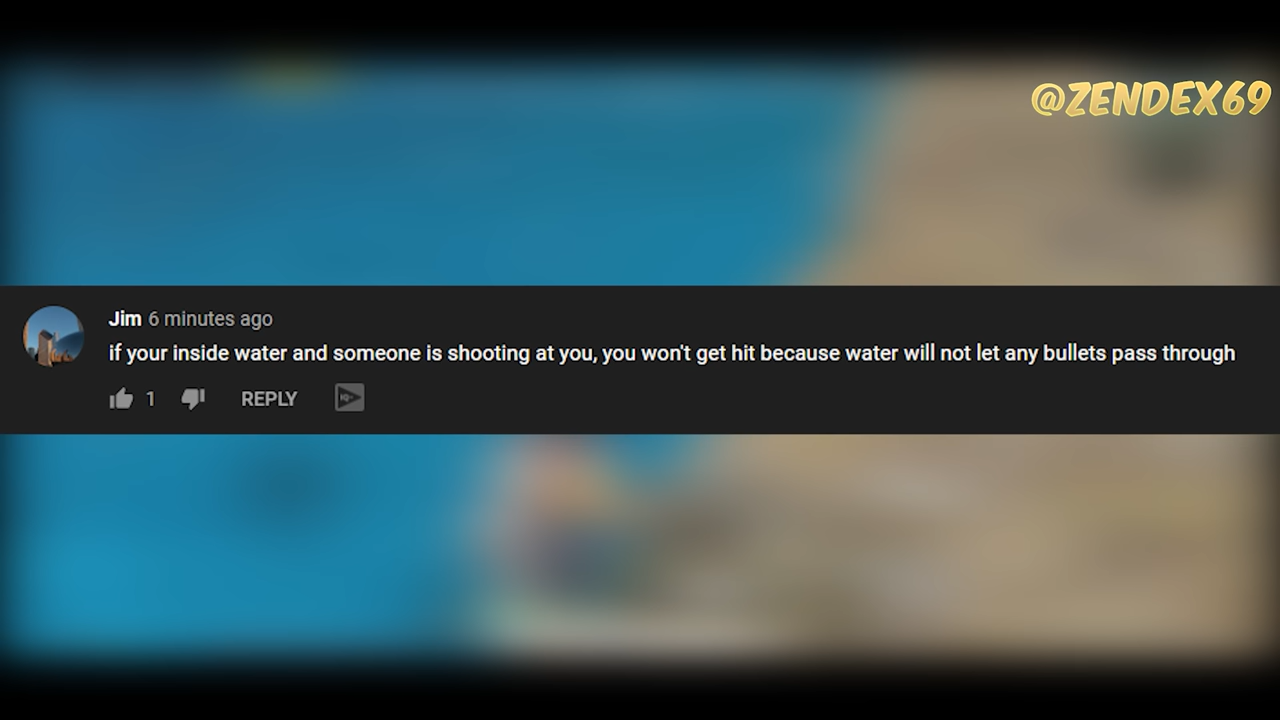 @ZENDEX69
Jim 6 minutes ago
if your inside water and someone is shooting at you, you won't get hit because water will not let any bullets pass through
1 REPLY